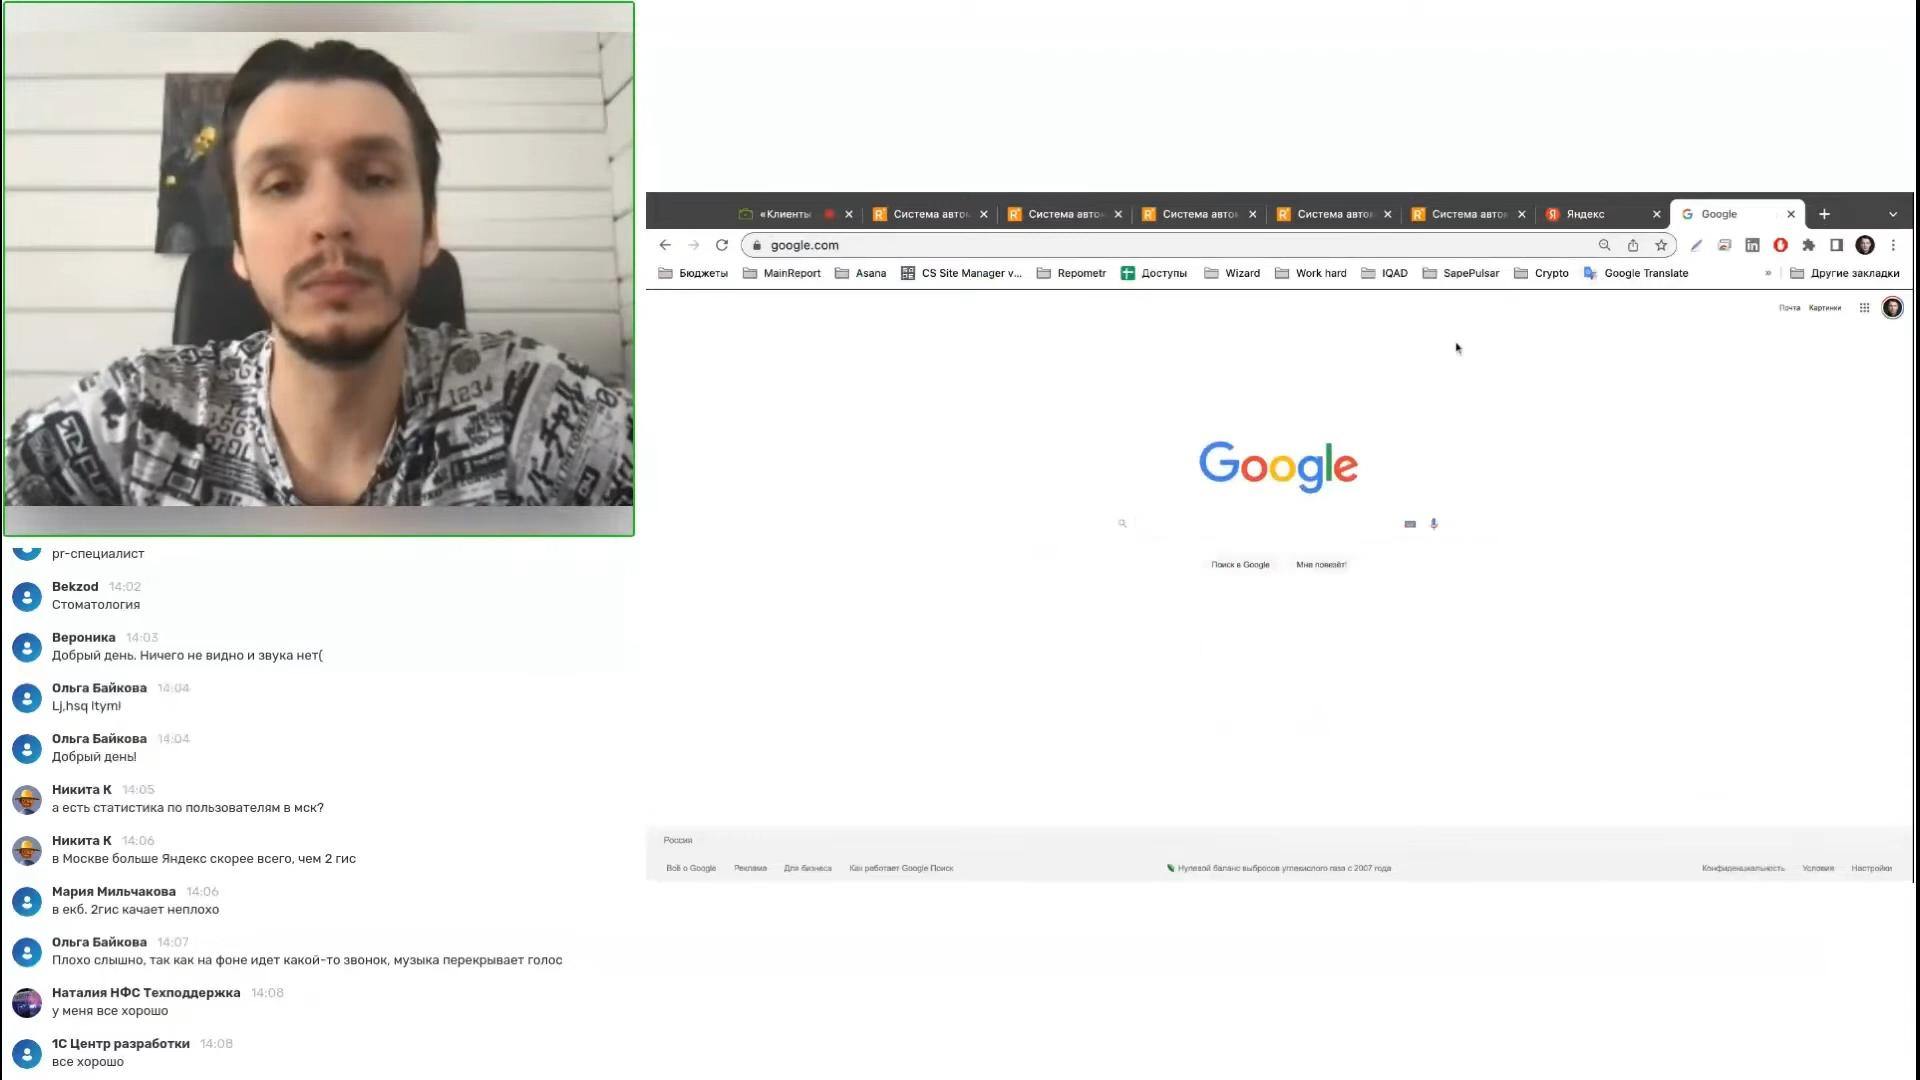 pr-специалист
Bekzod 14:02
Стоматология
Вероника 14:03
Добрый день. Ничего не видно и звука нет(
Ольга Байкова 14:04
Lj,hsq ltym!
Ольга Байкова 14:04
Добрый день!
Никита К 14:05
а есть статистика по пользователям в мск?
Никита К 14:06
в Москве больше Яндекс скорее всего, чем 2 гис
Мария Мильчакова 14:06
в екб. 2гис качает неплохо
Ольга Байкова 14:07
Плохо слышно, так как на фоне идет какой-то звонок, музыка перекрывает голос
Наталия НФС Техподдержка 14:08
у меня все хорошо
1С Центр разработки 14:08
все хорошо
«Клиенты Система авто Система авто Система авто Система авто Система авто Яндекс Google
google.com
Бюджеты MainReport Asana CS Site Manager v... Repometr Доступы Wizard Work hard IQAD SapePulsar Crypto Google Translate » Другие закладки
Почта Картинки
Google
Поиск в Google Мне повезёт!
Россия
Всё о Google Реклама Для бизнеса Как работает Google Поиск Нулевой баланс выбросов углекислого газа с 2007 года Конфиденциальность Условия Настройки